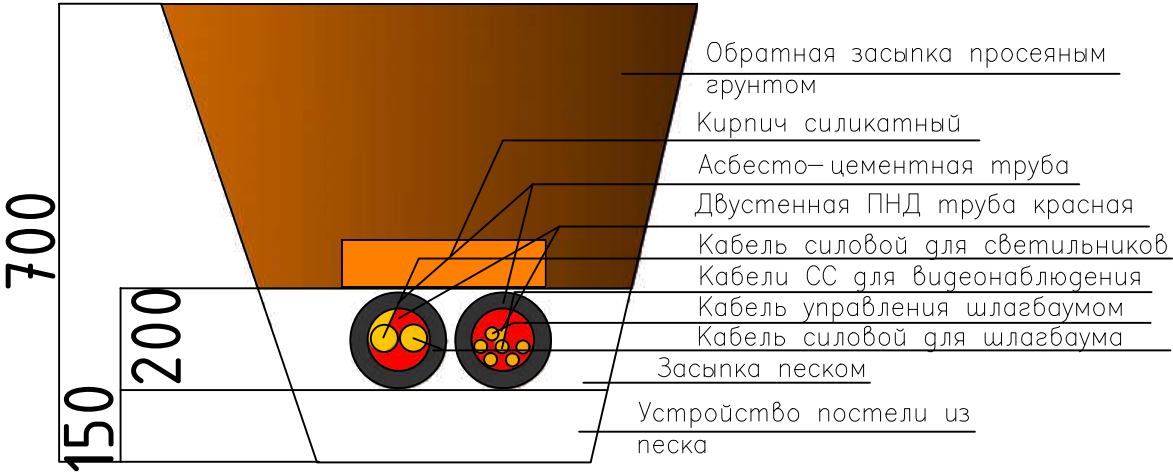 Обратная засыпка просеяным
грунтом
Кирпич силикатный
Асбесто-цементная труба
Двустенная ПНД труба красная
Кабель силовой для светильников
Кабели СС для видеонаблюдения
Кабель управления шлагбаумом
Кабель силовой для шлагбаума
Засыпка песком
Устройство постели из
песка
700
200
150